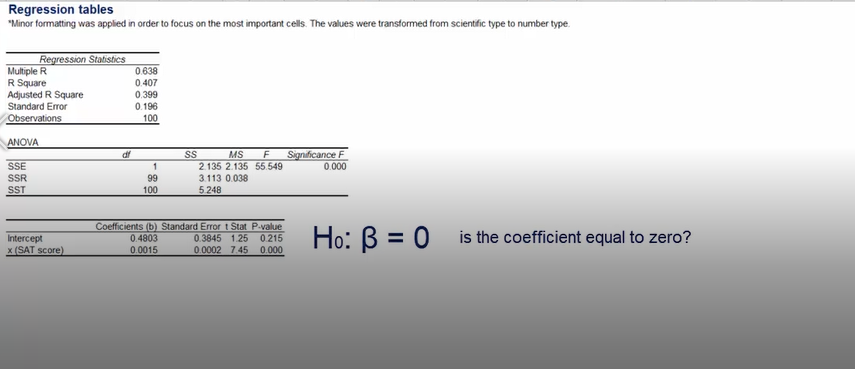 Regression tables
*Minor formatting was applied in order to focus on the most important cells. The values were transformed from scientific type to number type.
Regression Statistics
Multiple R 0.638
R Square 0.407
Adjusted R Square 0.399
Standard Error 0.196
Observations 100
ANOVA
df SS MS F Significance F
SSE 1 2.135 2.135 55.549 0.000
SSR 99 3.113 0.038
SST 100 5.248
Coefficients (b) Standard Error t Stat P-value
Intercept 0.4803 0.3845 1.25 0.215
x (SAT score) 0.0015 0.0002 7.45 0.000
H₀: β = 0 is the coefficient equal to zero?